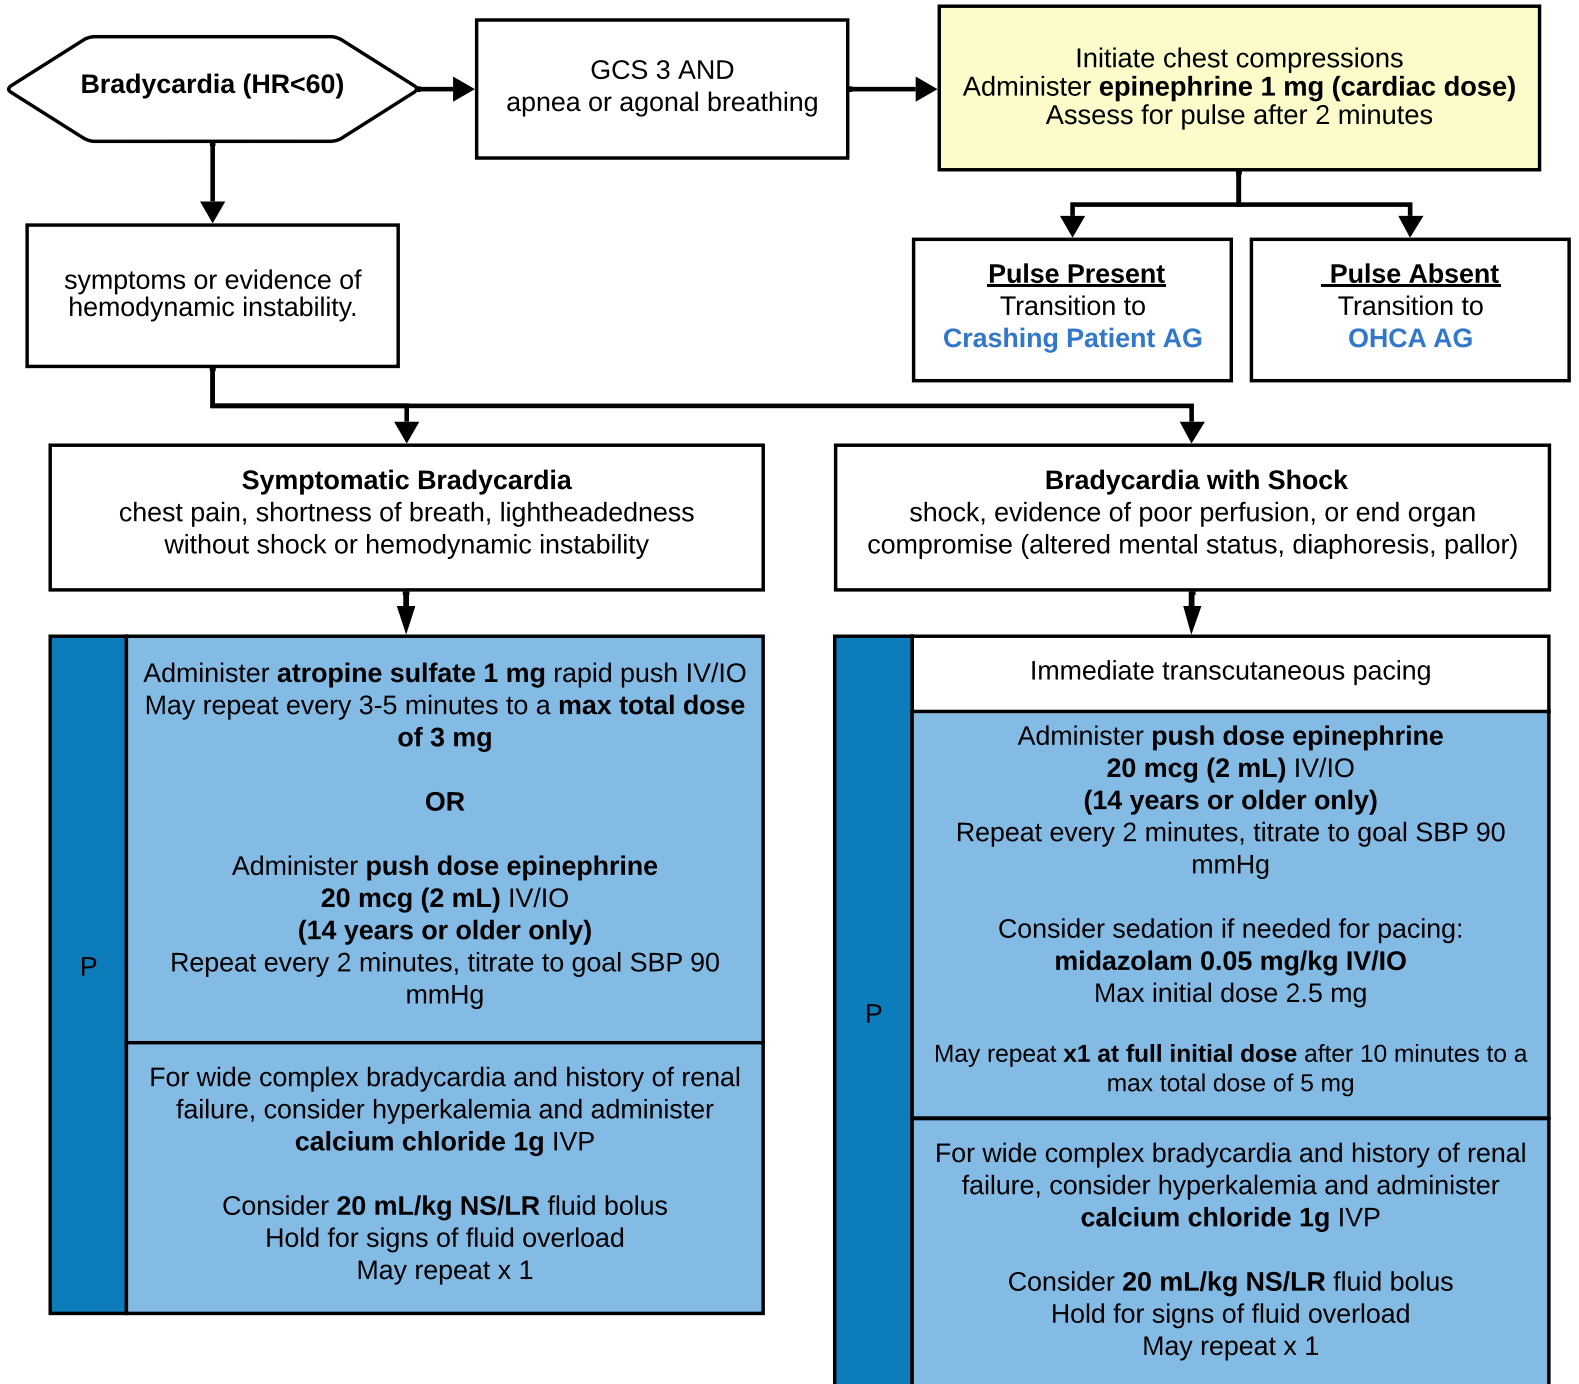 Bradycardia (HR<60)
GCS 3 AND
apnea or agonal breathing
Initiate chest compressions
Administer epinephrine 1 mg (cardiac dose)
Assess for pulse after 2 minutes
symptoms or evidence of
hemodynamic instability.
Pulse Present
Transition to
Crashing Patient AG
Pulse Absent
Transition to
OHCA AG
Symptomatic Bradycardia
chest pain, shortness of breath, lightheadedness
without shock or hemodynamic instability
Bradycardia with Shock
shock, evidence of poor perfusion, or end organ
compromise (altered mental status, diaphoresis, pallor)
P
Administer atropine sulfate 1 mg rapid push IV/IO
May repeat every 3-5 minutes to a max total dose
of 3 mg
OR
Administer push dose epinephrine
20 mcg (2 mL) IV/IO
(14 years or older only)
Repeat every 2 minutes, titrate to goal SBP 90
mmHg
For wide complex bradycardia and history of renal
failure, consider hyperkalemia and administer
calcium chloride 1g IVP
Consider 20 mL/kg NS/LR fluid bolus
Hold for signs of fluid overload
May repeat x 1
P
Immediate transcutaneous pacing
Administer push dose epinephrine
20 mcg (2 mL) IV/IO
(14 years or older only)
Repeat every 2 minutes, titrate to goal SBP 90
mmHg
Consider sedation if needed for pacing:
midazolam 0.05 mg/kg IV/IO
Max initial dose 2.5 mg
May repeat x1 at full initial dose after 10 minutes to a
max total dose of 5 mg
For wide complex bradycardia and history of renal
failure, consider hyperkalemia and administer
calcium chloride 1g IVP
Consider 20 mL/kg NS/LR fluid bolus
Hold for signs of fluid overload
May repeat x 1